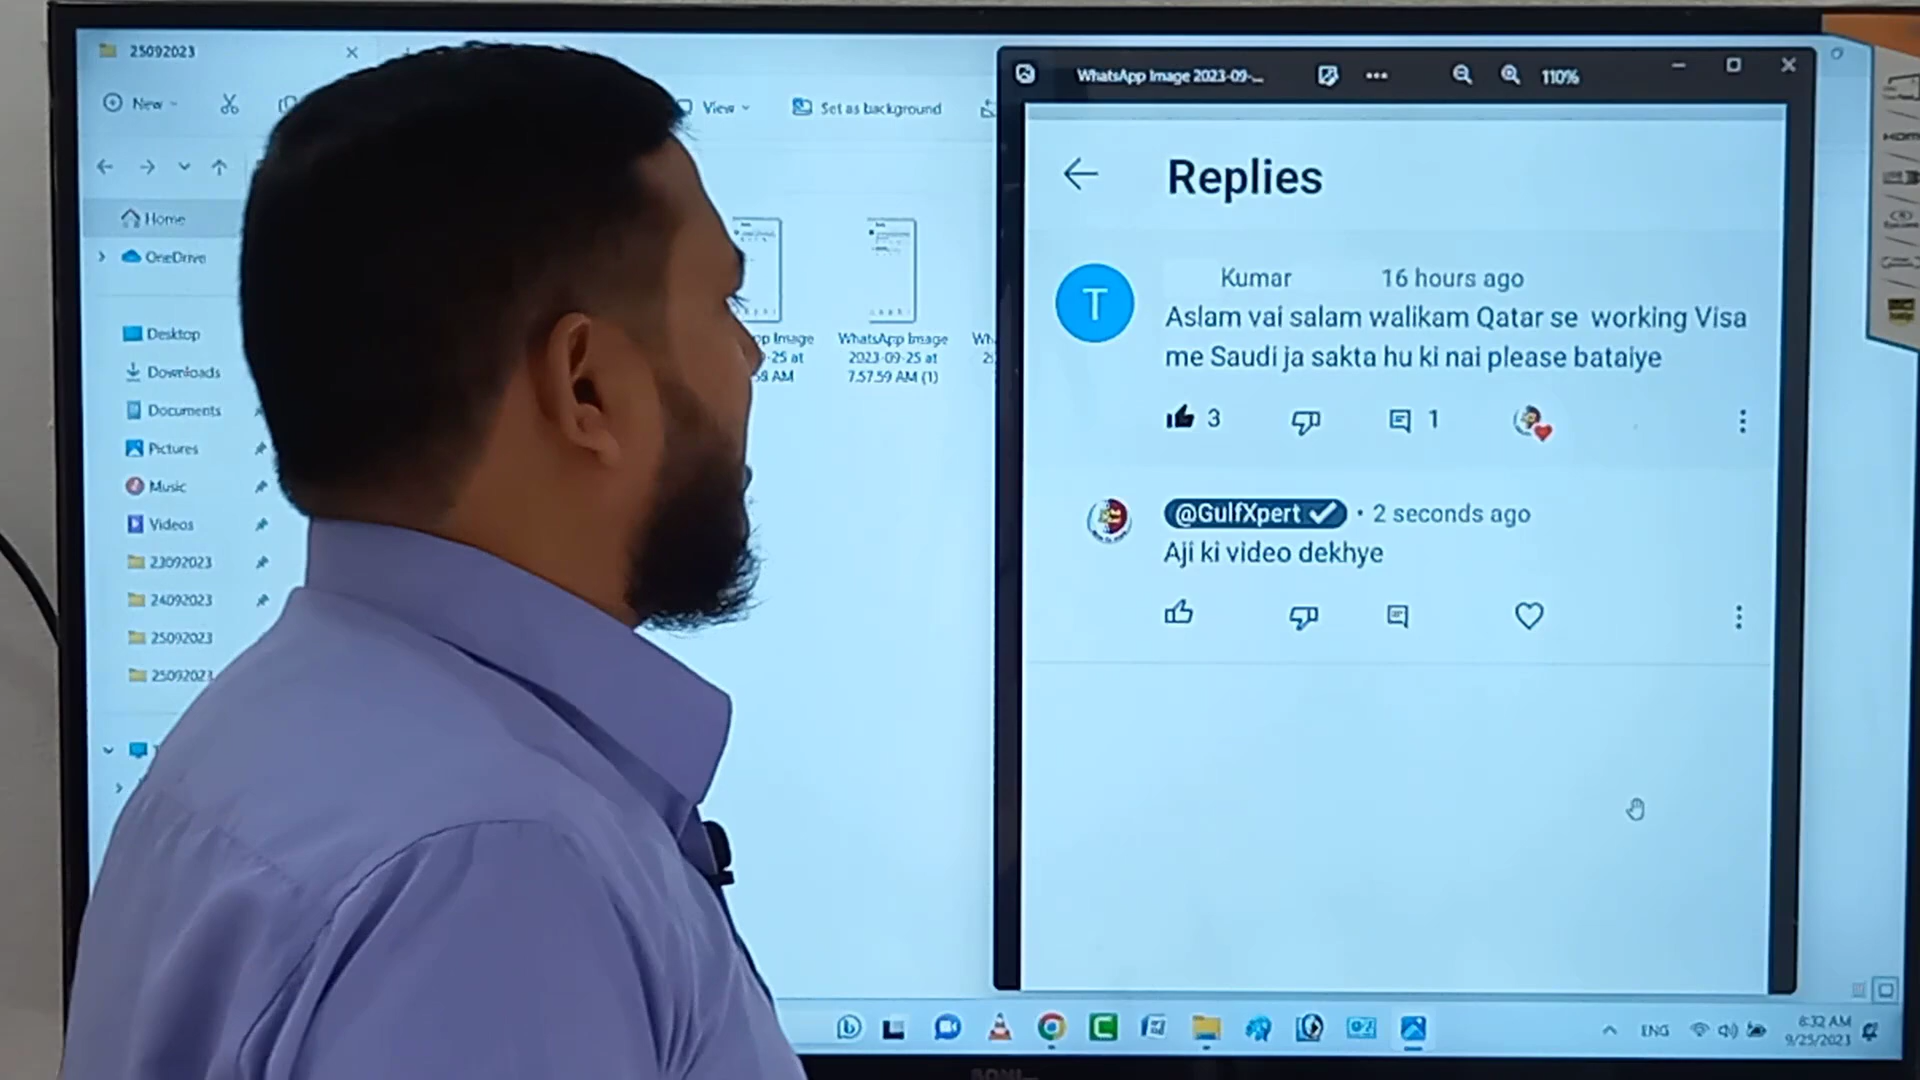 25092023
New
View
Set as background
Home
OneDrive
Desktop
Downloads
Documents
Pictures
Music
Videos
23092023
24092023
25092023
25092023
WhatsApp Image
2023-09-25 at
7.57.59 AM (1)
WhatsApp Image 2023-09-...
110%
Replies
T
Kumar 16 hours ago
Aslam vai salam walikam Qatar se working Visa
me Saudi ja sakta hu ki nai please bataiye
3
1
@GulfXpert • 2 seconds ago
Aji ki video dekhye
ENG
8:32 AM
9/25/2023